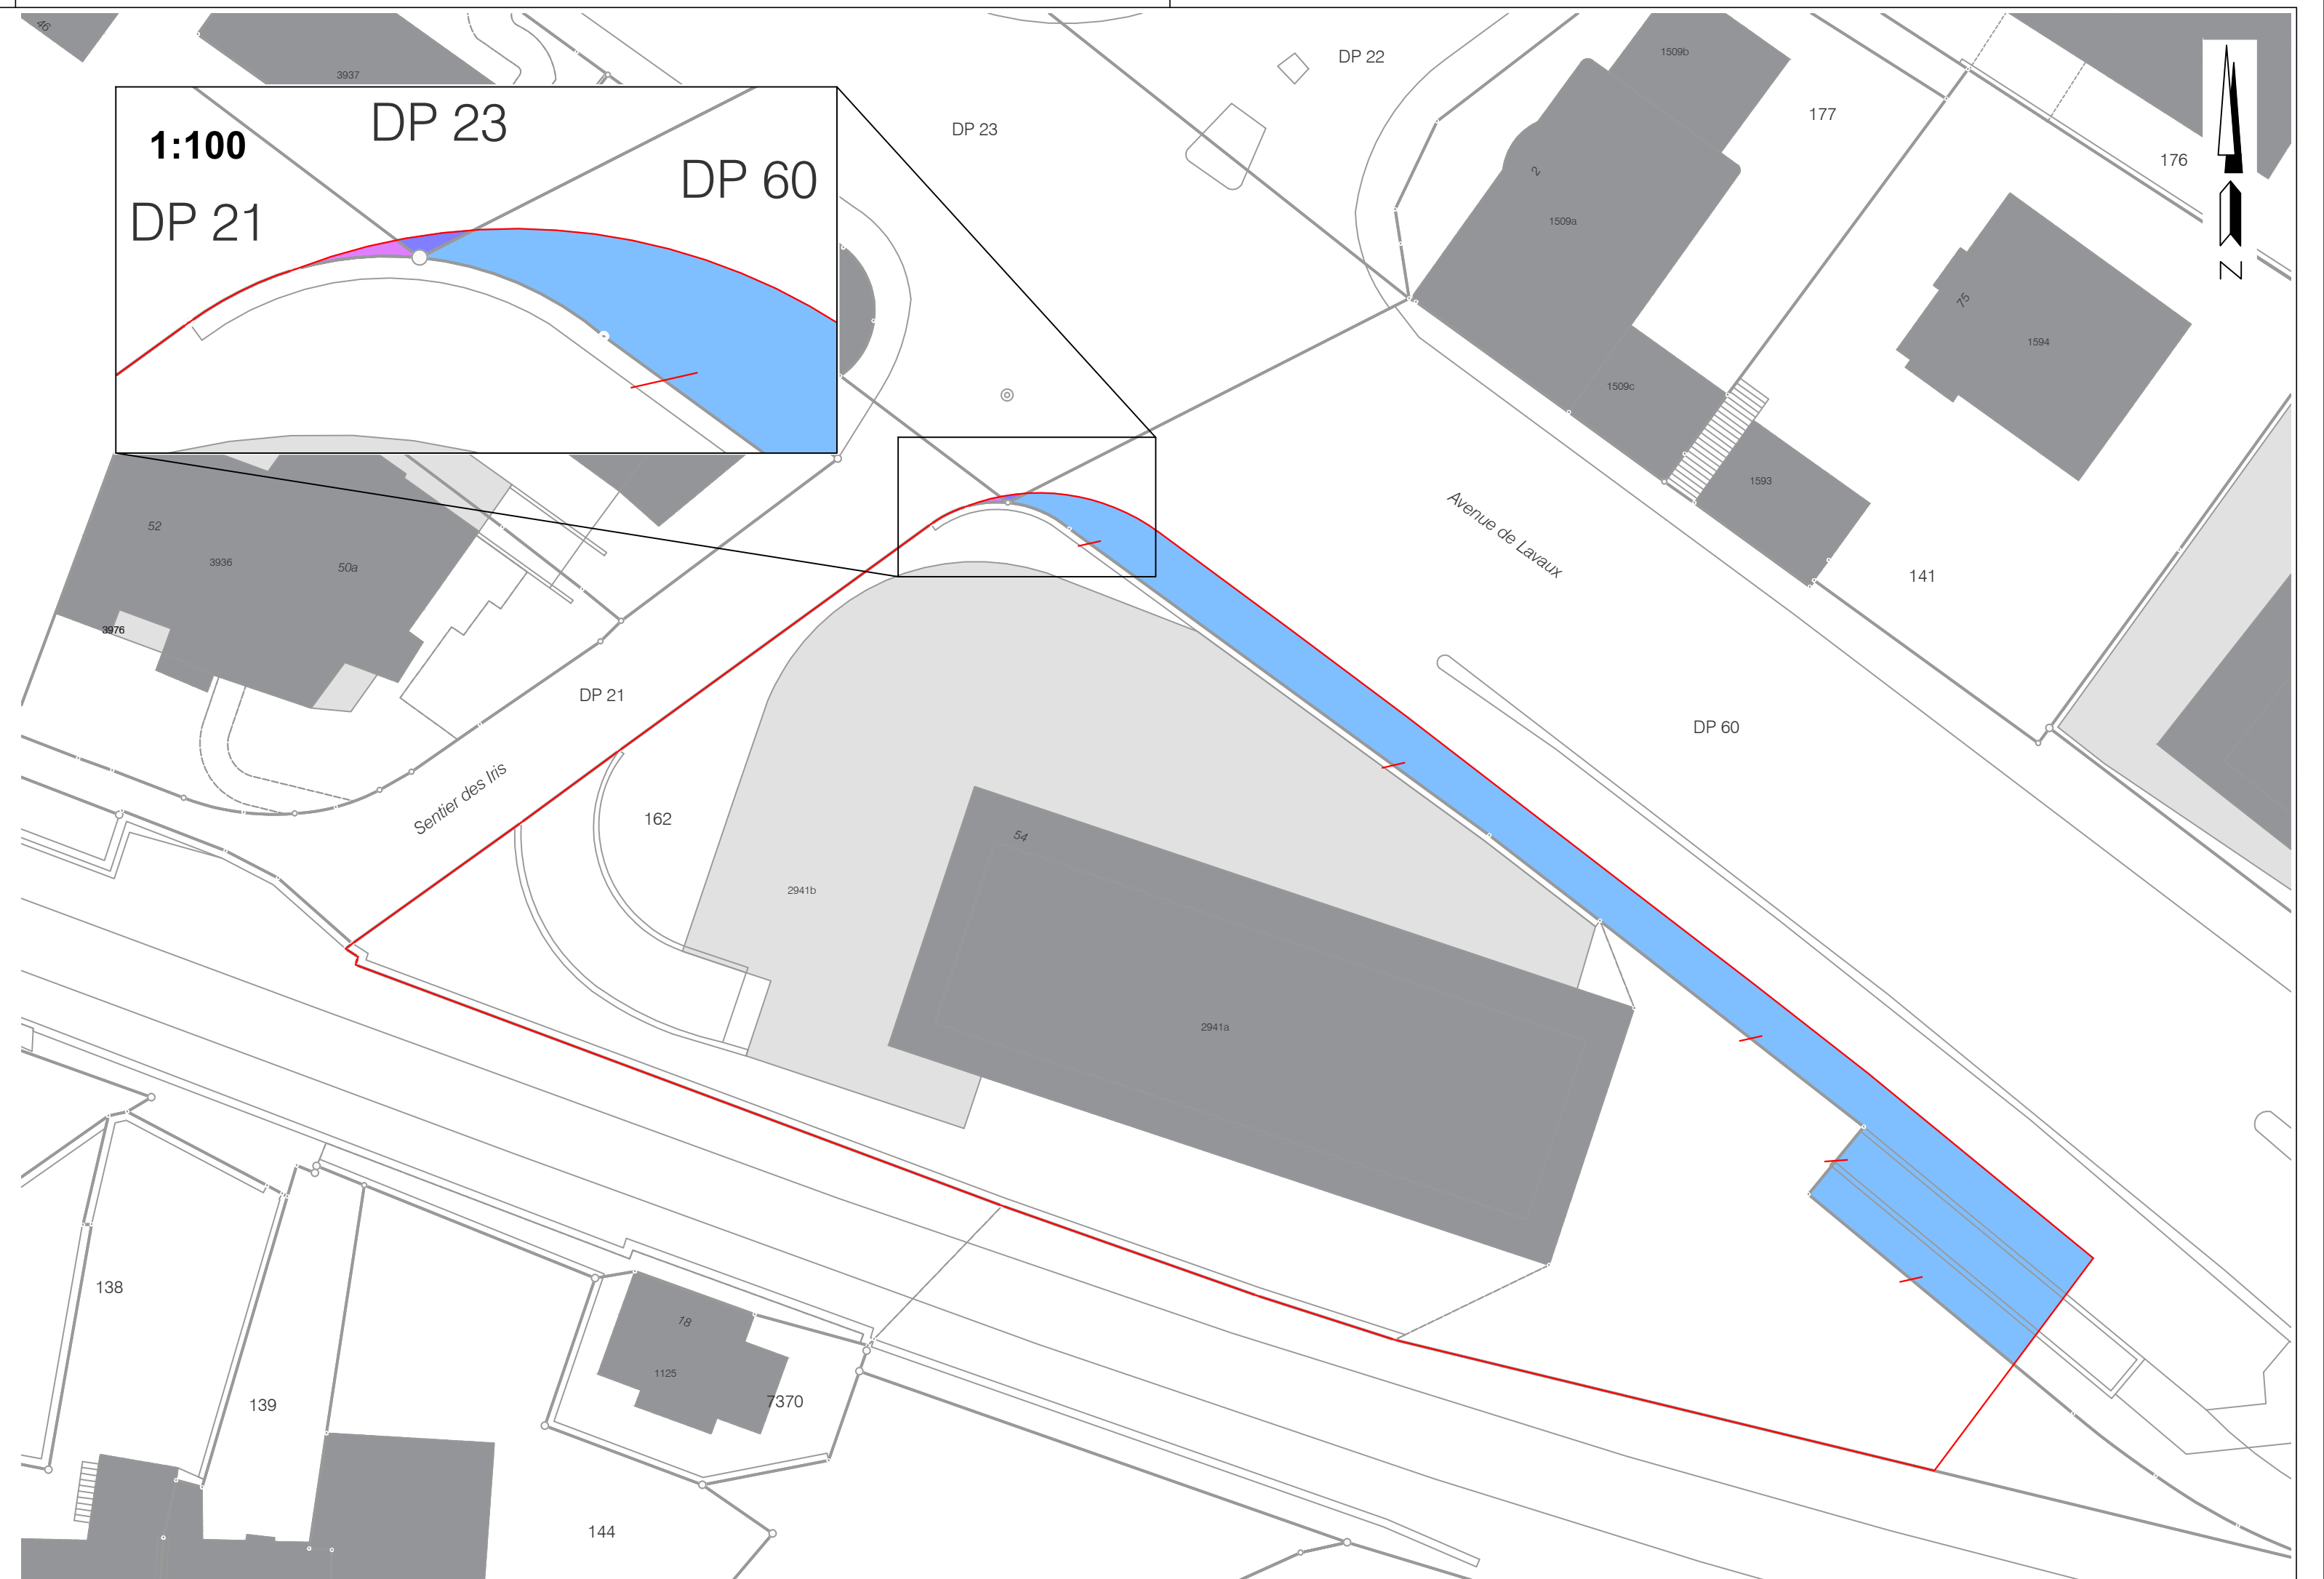 46
3937
DP 22
1509b
177
1:100
DP 23
DP 60
DP 21
DP 23
176
2
1509a
75
1594
N
1509c
1593
Avenue de Lavaux
52
3936
50a
141
3976
DP 21
DP 60
Sentier des Iris
162
54
2941b
2941a
138
18
1125
7370
139
144